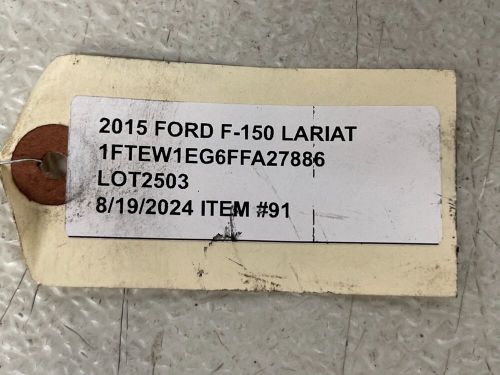 2015 FORD F-150 LARIAT
1FTEW1EG6FFA27886
LOT2503
8/19/2024 ITEM #91